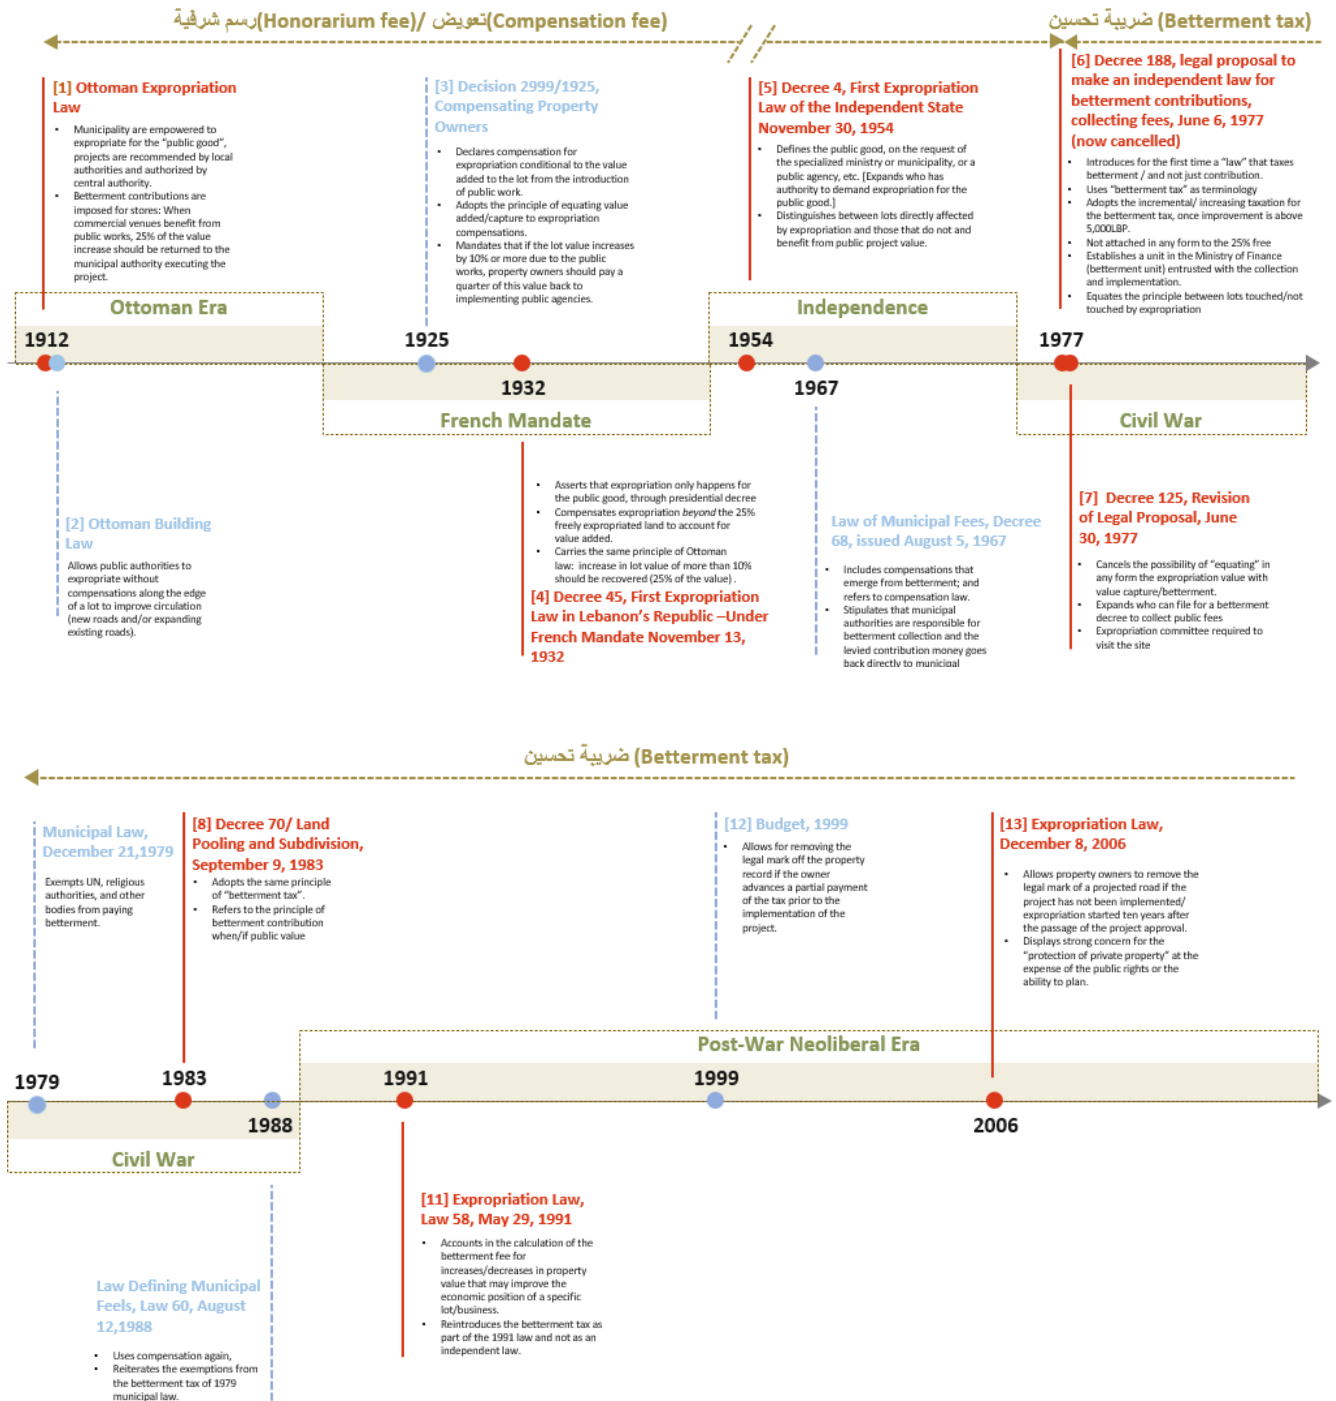 رسم شرفية(Honorarium fee)/ تعويض(Compensation fee)
ضريبة تحسين (Betterment tax)
[1] Ottoman Expropriation
Law
▪ Municipality are empowered to
expropriate for the “public good”,
projects are recommended by local
authorities and authorized by
central authority.
▪ Betterment contributions are
imposed for stores: When
commercial venues benefit from
public works, 25% of the value
increase should be returned to the
municipal authority executing the
project.
[3] Decision 2999/1925,
Compensating Property
Owners
▪ Declares compensation for
expropriation conditional to the value
added to the lot from the introduction
of public work.
▪ Adopts the principle of equating value
added/capture to expropriation
compensations.
▪ Mandates that if the lot value increases
by 10% or more due to the public
works, property owners should pay a
quarter of this value back to
implementing public agencies.
[5] Decree 4, First Expropriation
Law of the Independent State
November 30, 1954
▪ Defines the public good, on the request of
the specialized ministry or municipality, or a
public agency, etc. [Expands who has
authority to demand expropriation for the
public good.]
▪ Distinguishes between lots directly affected
by expropriation and those that do not and
benefit from public project value.
[6] Decree 188, legal proposal to
make an independent law for
betterment contributions,
collecting fees, June 6, 1977
(now cancelled)
▪ Introduces for the first time a “law” that taxes
betterment / and not just contribution.
▪ Uses “betterment tax” as terminology
▪ Adopts the incremental/ increasing taxation for
the betterment tax, once improvement is above
5,000LBP.
▪ Not attached in any form to the 25% free
▪ Establishes a unit in the Ministry of Finance
(betterment unit) entrusted with the collection
and implementation.
▪ Equates the principle between lots touched/not
touched by expropriation
Ottoman Era
Independence
1912
1925
1954
1977
1932
1967
French Mandate
Civil War
[2] Ottoman Building
Law
Allows public authorities to
expropriate without
compensations along the edge
of a lot to improve circulation
(new roads and/or expanding
existing roads).
▪ Asserts that expropriation only happens for
the public good, through presidential decree
▪ Compensates expropriation beyond the 25%
freely expropriated land to account for
value added.
▪ Carries the same principle of Ottoman
law: increase in lot value of more than 10%
should be recovered (25% of the value) .
[4] Decree 45, First Expropriation
Law in Lebanon’s Republic –Under
French Mandate November 13,
1932
Law of Municipal Fees, Decree
68, issued August 5, 1967
▪ Includes compensations that
emerge from betterment; and
refers to compensation law.
▪ Stipulates that municipal
authorities are responsible for
betterment collection and the
levied contribution money goes
back directly to municipal
[7] Decree 125, Revision
of Legal Proposal, June
30, 1977
▪ Cancels the possibility of “equating” in
any form the expropriation value with
value capture/betterment.
▪ Expands who can file for a betterment
decree to collect public fees
▪ Expropriation committee required to
visit the site
ضريبة تحسين (Betterment tax)
Municipal Law,
December 21,1979
Exempts UN, religious
authorities, and other
bodies from paying
betterment.
[8] Decree 70/ Land
Pooling and Subdivision,
September 9, 1983
▪ Adopts the same principle
of “betterment tax”.
▪ Refers to the principle of
betterment contribution
when/if public value
[12] Budget, 1999
▪ Allows for removing the
legal mark off the property
record if the owner
advances a partial payment
of the tax prior to the
implementation of the
project.
[13] Expropriation Law,
December 8, 2006
▪ Allows property owners to remove the
legal mark of a projected road if the
project has not been implemented/
expropriation started ten years after
the passage of the project approval.
▪ Displays strong concern for the
“protection of private property” at the
expense of the public rights or the
ability to plan.
Post-War Neoliberal Era
1979
1983
1991
1999
1988
2006
Civil War
[11] Expropriation Law,
Law 58, May 29, 1991
▪ Accounts in the calculation of the
betterment fee for
increases/decreases in property
value that may improve the
economic position of a specific
lot/business.
▪ Reintroduces the betterment tax as
part of the 1991 law and not as an
independent law.
Law Defining Municipal
Feels, Law 60, August
12,1988
▪ Uses compensation again,
▪ Reiterates the exemptions from
the betterment tax of 1979
municipal law.